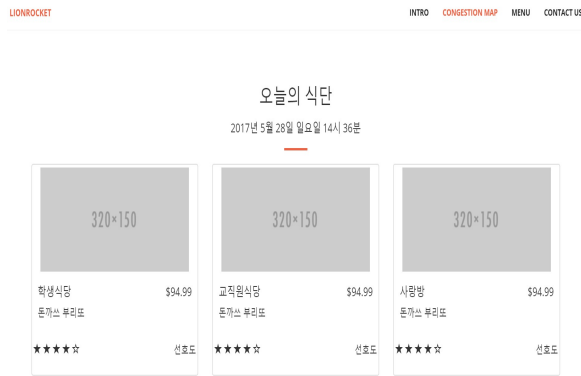 LIONROCKET
INTRO CONGESTION MAP MENU CONTACT US
오늘의 식단
2017년 5월 28일 일요일 14시 36분
320×150 320×150 320×150
학생식당 $94.99 교직원식당 $94.99 사랑방 $94.99
돈까쓰 부리또 돈까쓰 부리또 돈까쓰 부리또
★★★★☆ 선호도 ★★★★☆ 선호도 ★★★★☆ 선호도